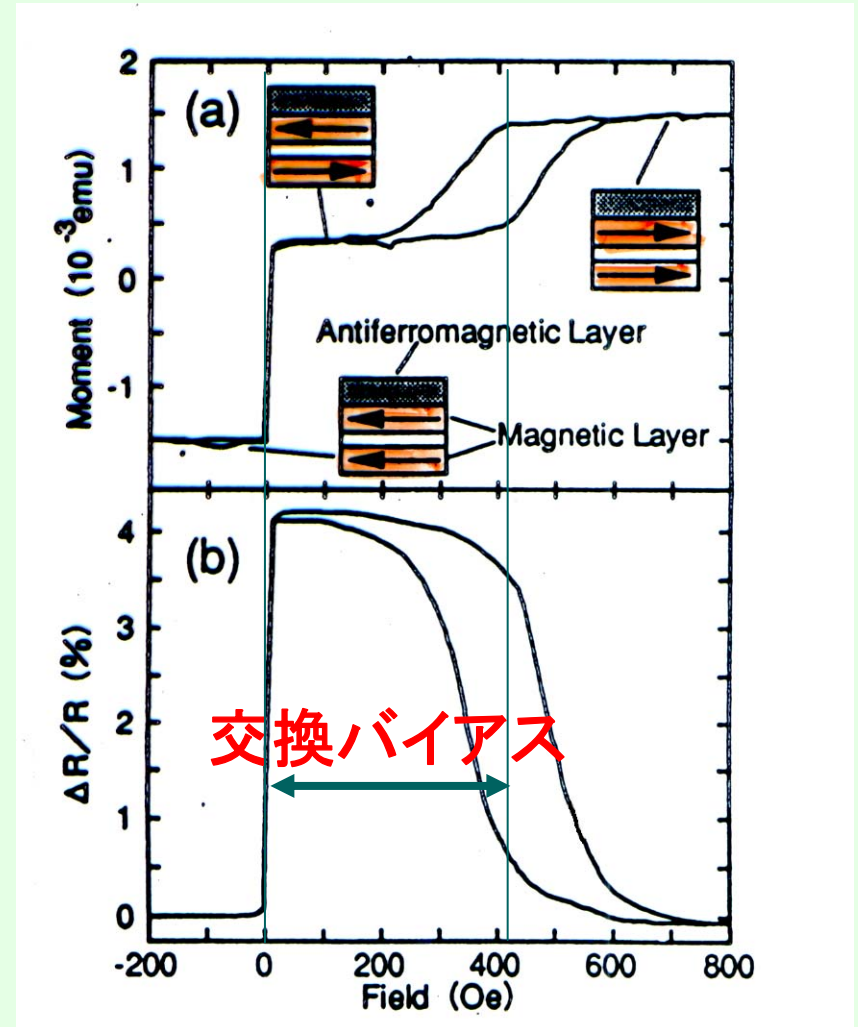 2
(a)
1
0
-1
Moment (10⁻³emu)
Antiferromagnetic Layer
Magnetic Layer
4
(b)
3
2
1
0
ΔR/R (%)
交換バイアス
-200 0 200 400 600 800
Field (Oe)